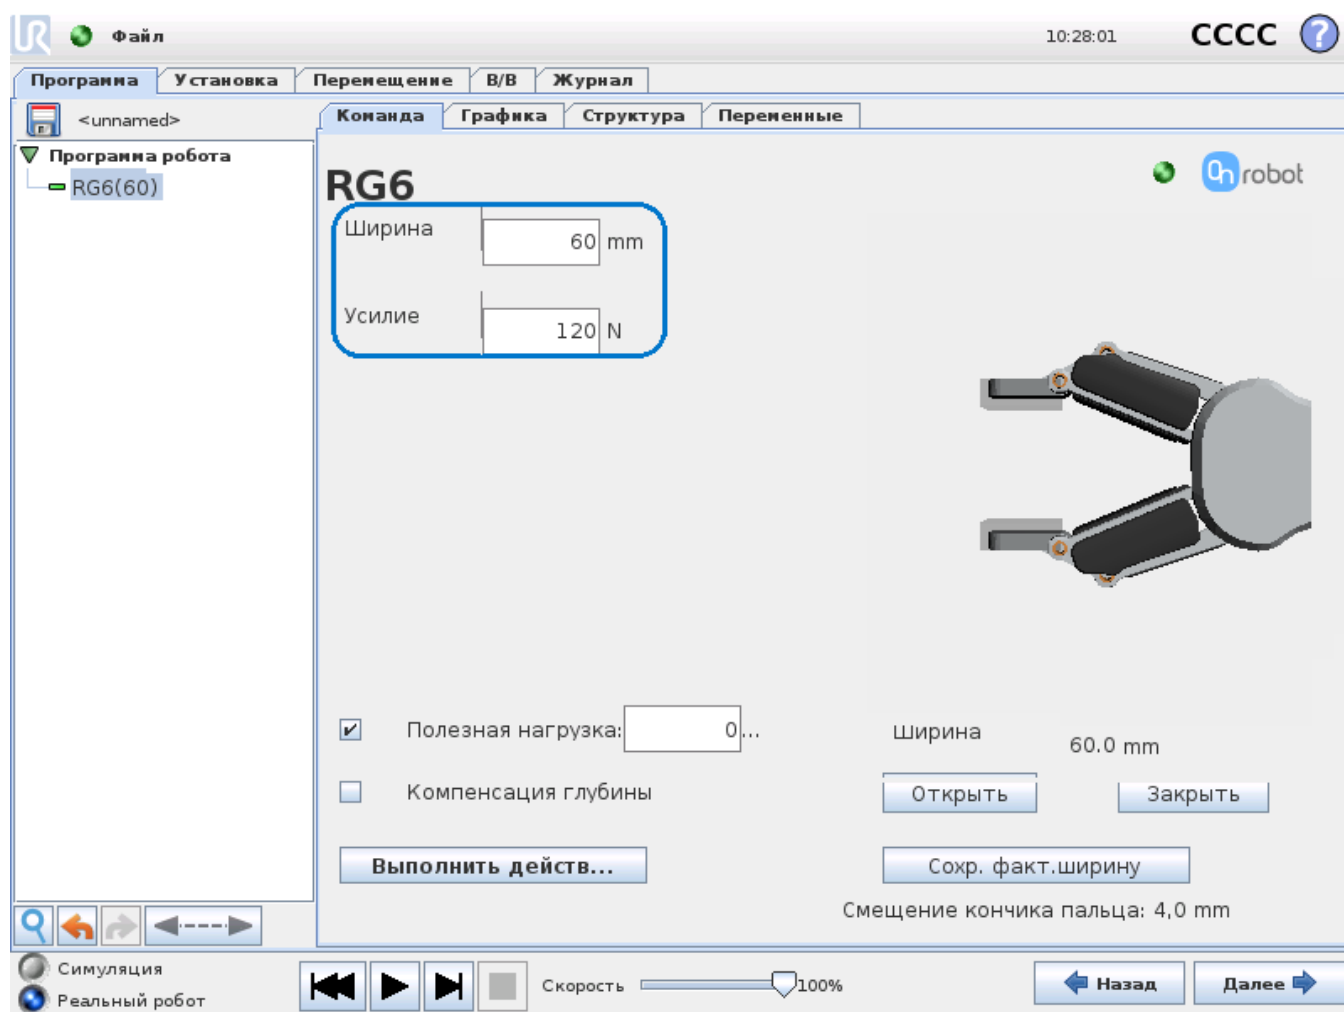 Файл
10:28:01
CCCC
?
Программа
Установка
Перемещение
В/В
Журнал
<unnamed>
Команда
Графика
Структура
Переменные
Программа робота
RG6(60)
RG6
On robot
Ширина
60 mm
Усилие
120 N
Полезная нагрузка: 0...
Ширина
60.0 mm
Компенсация глубины
Открыть
Закрыть
Выполнить действ...
Сохр. факт.ширину
Смещение кончика пальца: 4,0 mm
Симуляция
Реальный робот
Скорость
100%
Назад
Далее